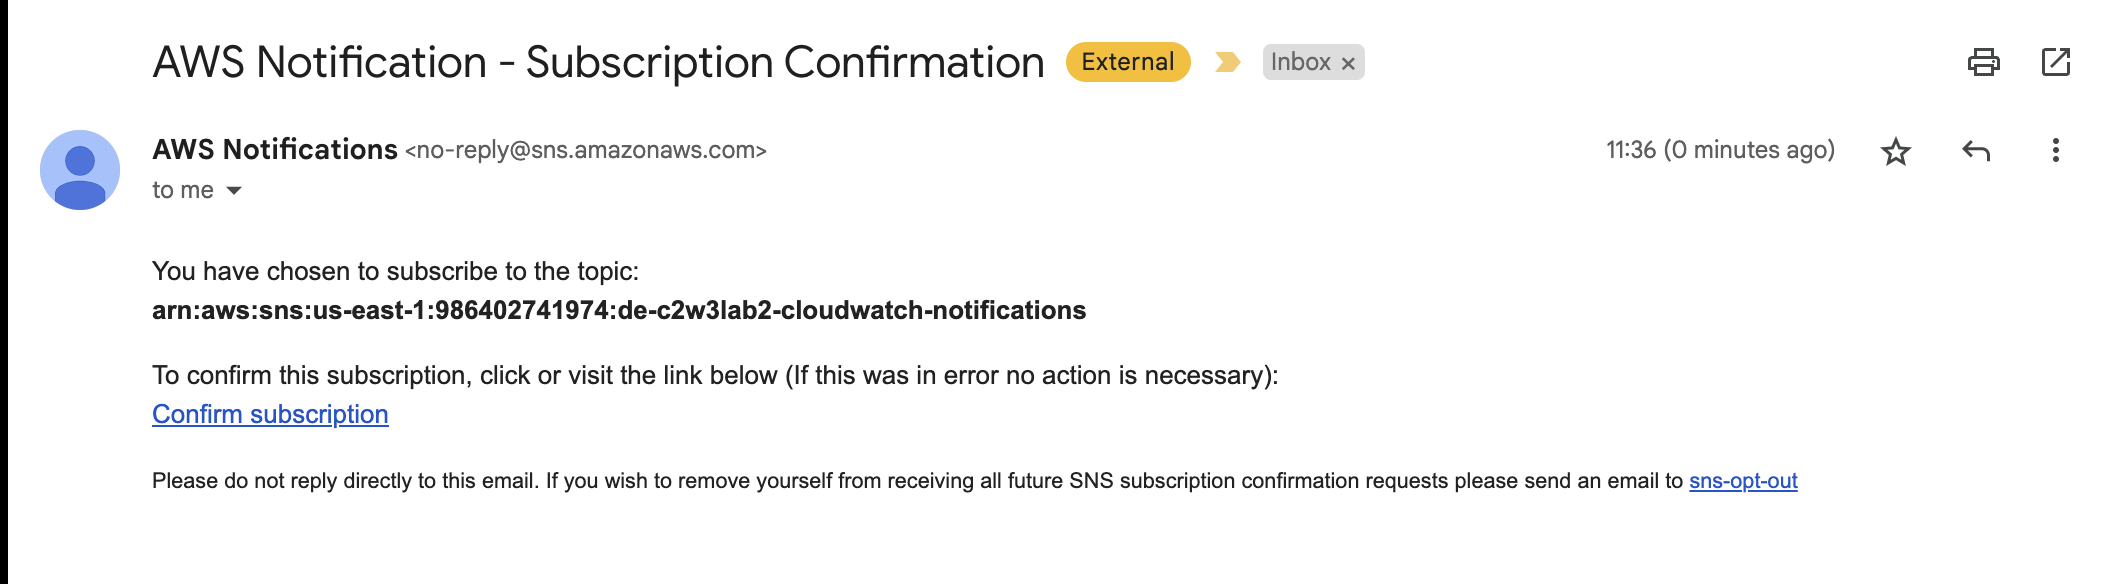 AWS Notification - Subscription Confirmation External Inbox ×
AWS Notifications <no-reply@sns.amazonaws.com> 11:36 (0 minutes ago)
to me
You have chosen to subscribe to the topic:
arn:aws:sns:us-east-1:986402741974:de-c2w3lab2-cloudwatch-notifications
To confirm this subscription, click or visit the link below (If this was in error no action is necessary):
Confirm subscription
Please do not reply directly to this email. If you wish to remove yourself from receiving all future SNS subscription confirmation requests please send an email to sns-opt-out